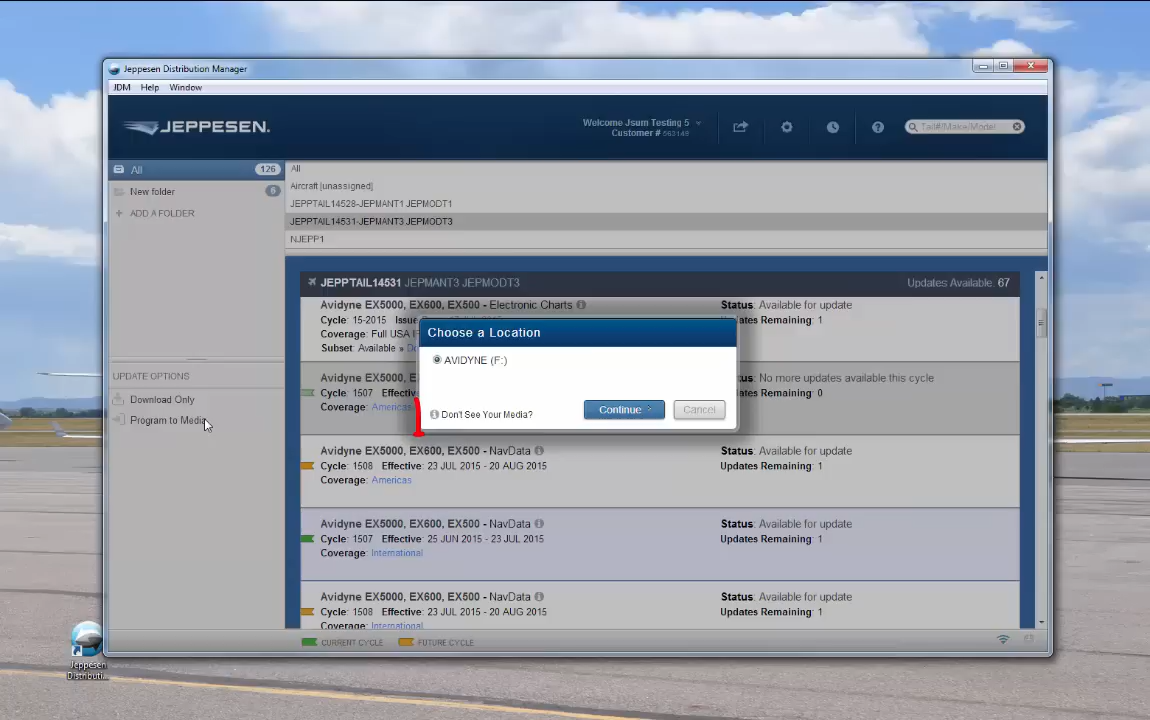 Jeppesen Distribution Manager
JDM Help Window
JEPPESEN.
Welcome Jsum Testing 5
Customer # 563149
Tail#/Make/Model
All 126
New folder 6
+ ADD A FOLDER
All
Aircraft [unassigned]
JEPPTAIL14528-JEPMANT1 JEPMODT1
JEPPTAIL14531-JEPMANT3 JEPMODT3
NJEPP1
UPDATE OPTIONS
Download Only
Program to Media
JEPPTAIL14531 JEPMANT3 JEPMODT3 Updates Available: 67
Avidyne EX5000, EX600, EX500 - Electronic Charts Status: Available for update
Cycle: 15-2015 Updates Remaining: 1
Coverage: Full USA
Subset: Available »
Choose a Location
AVIDYNE (F:)
Don't See Your Media?
Continue >
Cancel
Avidyne EX5000, Status: No more updates available this cycle
Cycle: 1507 Updates Remaining: 0
Coverage: Americas
Avidyne EX5000, EX600, EX500 - NavData Status: Available for update
Cycle: 1508 Effective: 23 JUL 2015 - 20 AUG 2015 Updates Remaining: 1
Coverage: Americas
Avidyne EX5000, EX600, EX500 - NavData Status: Available for update
Cycle: 1507 Effective: 25 JUN 2015 - 23 JUL 2015 Updates Remaining: 1
Coverage: International
Avidyne EX5000, EX600, EX500 - NavData Status: Available for update
Cycle: 1508 Effective: 23 JUL 2015 - 20 AUG 2015 Updates Remaining: 1
Coverage: International
CURRENT CYCLE FUTURE CYCLE
Jeppesen
Distributi...